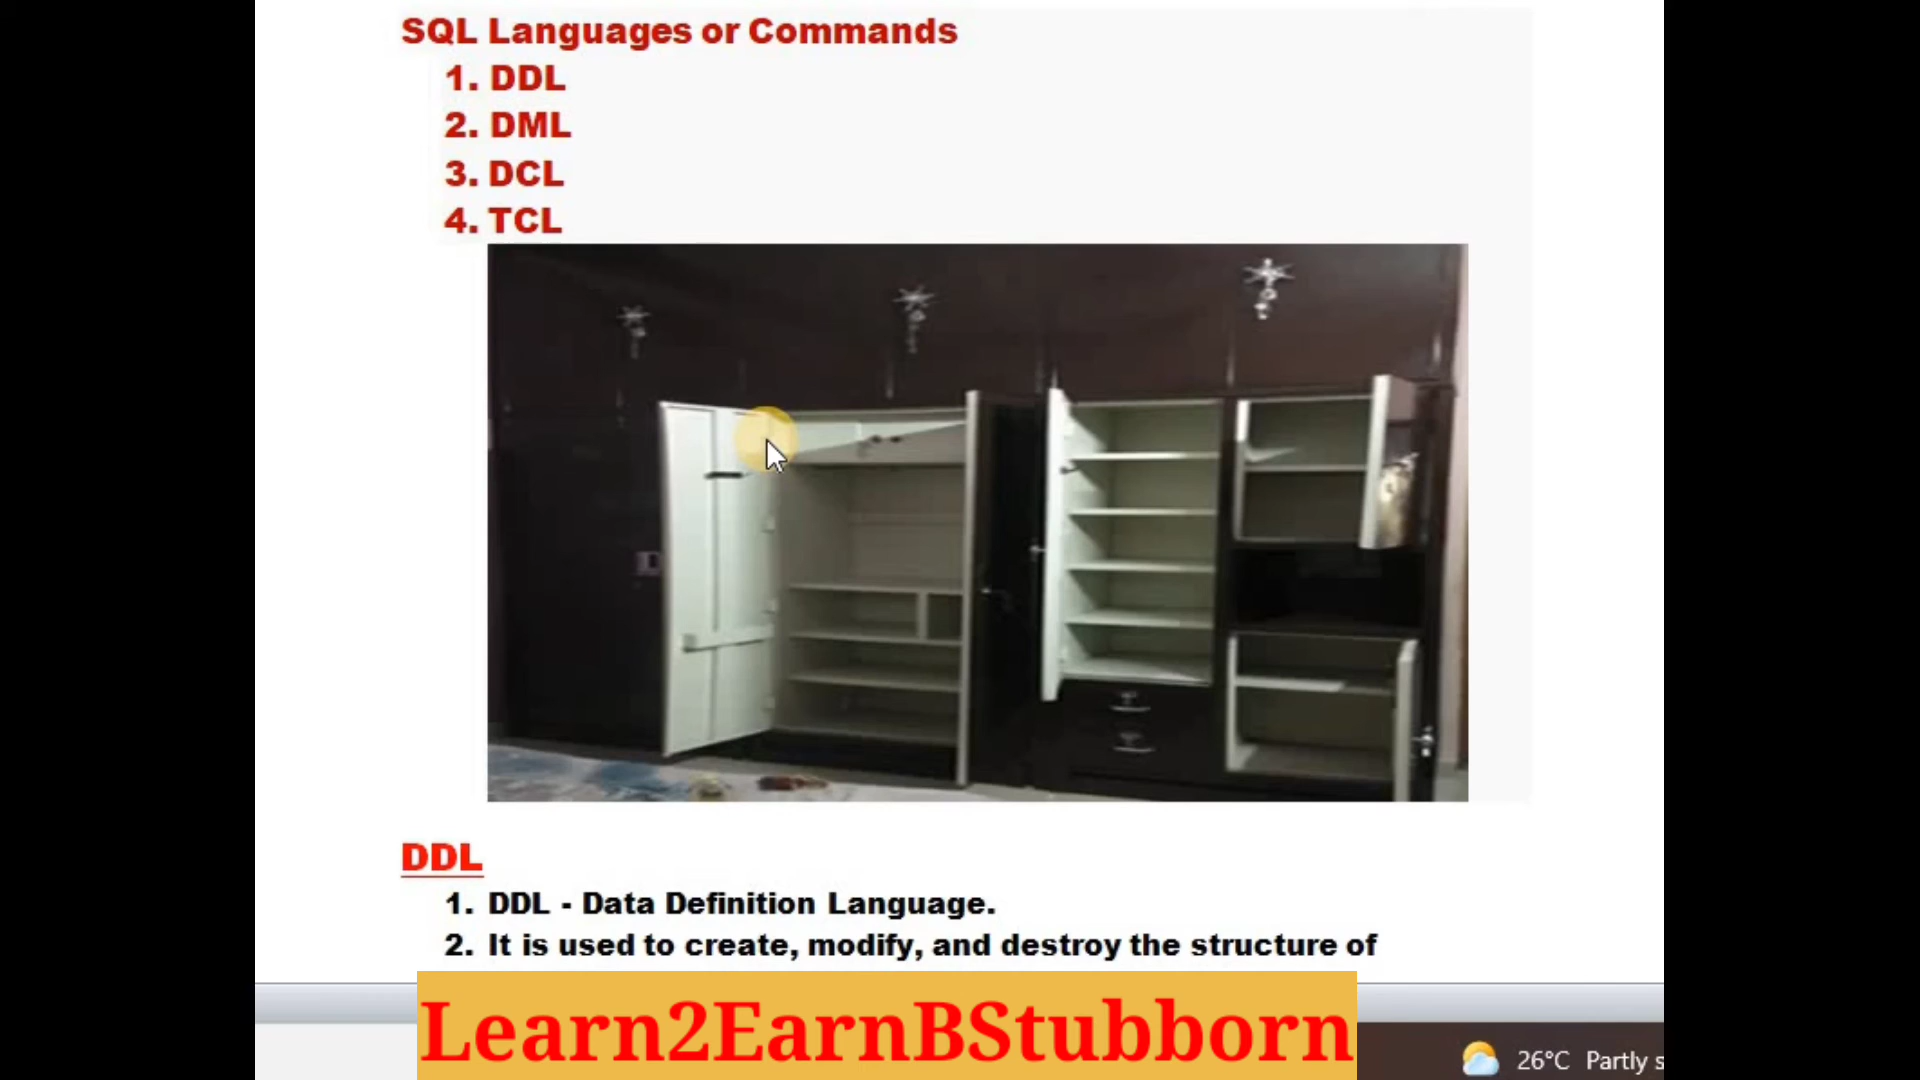 SQL Languages or Commands
1. DDL
2. DML
3. DCL
4. TCL
DDL
1. DDL - Data Definition Language.
2. It is used to create, modify, and destroy the structure of
Learn2EarnBStubborn
26°C Partly s